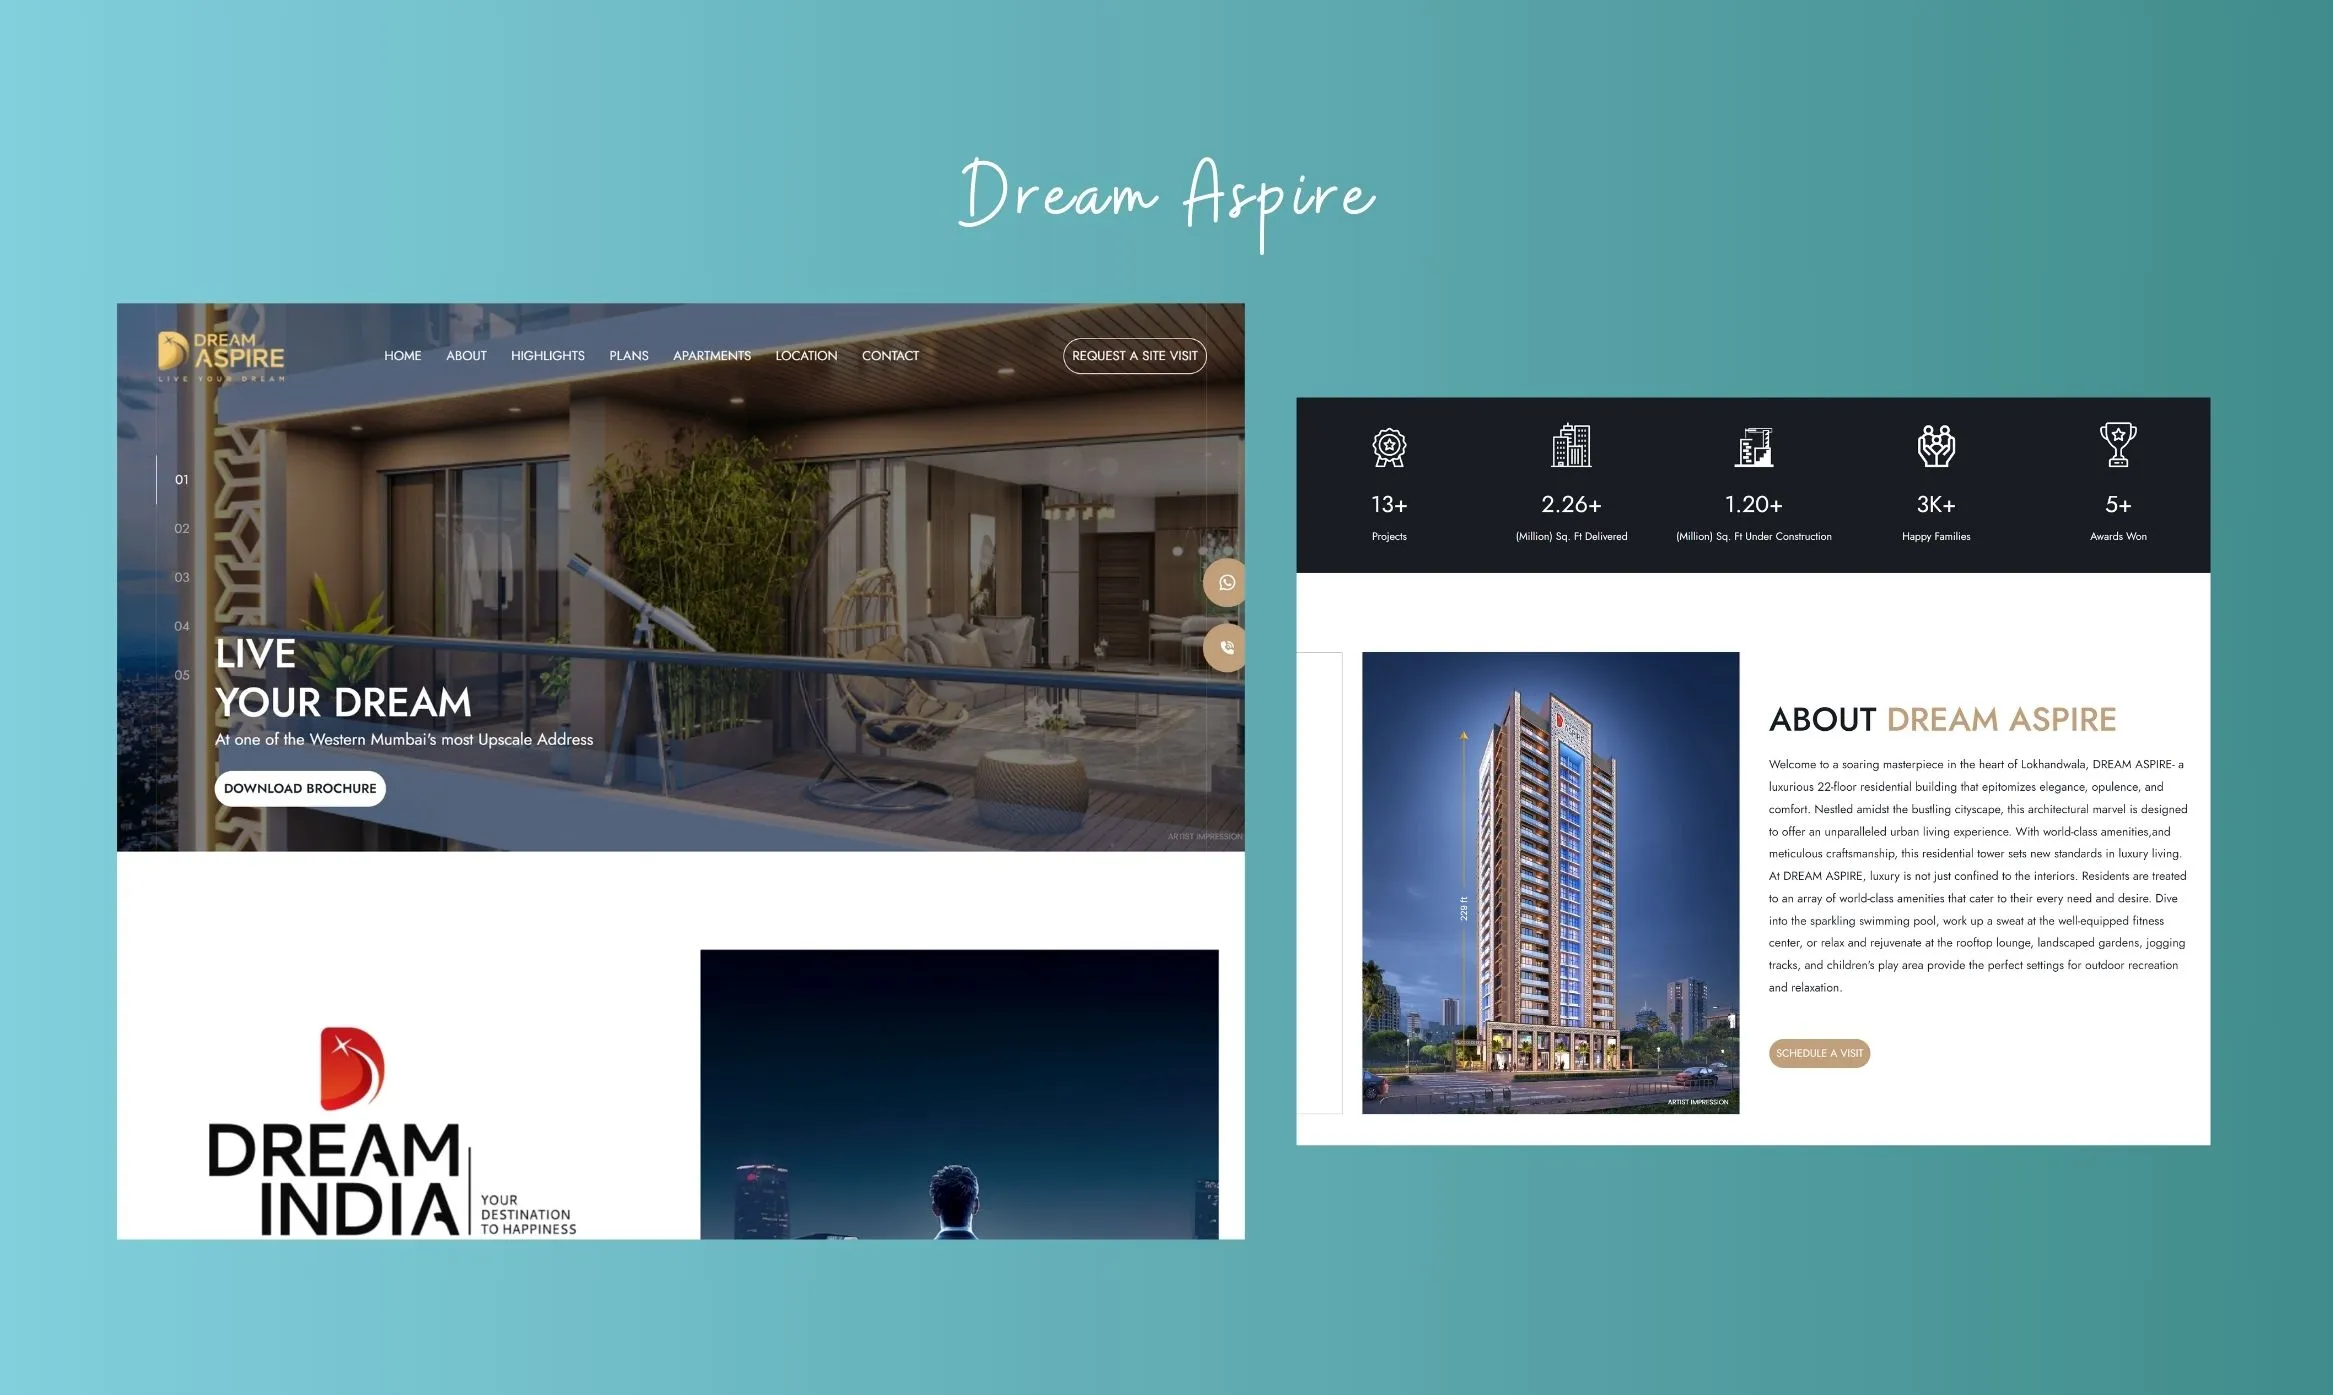 Dream Aspire
DREAM
ASPIRE
LIVE YOUR DREAM
HOME
ABOUT
HIGHLIGHTS
PLANS
APARTMENTS
LOCATION
CONTACT
REQUEST A SITE VISIT
01
02
03
04
05
LIVE
YOUR DREAM
At one of the Western Mumbai's most Upscale Address
DOWNLOAD BROCHURE
ARTIST IMPRESSION
DREAM
INDIA
YOUR
DESTINATION
TO HAPPINESS
13+
Projects
2.26+
(Million) Sq. Ft Delivered
1.20+
(Million) Sq. Ft Under Construction
3K+
Happy Families
5+
Awards Won
229 ft
ARTIST IMPRESSION
ABOUT DREAM ASPIRE
Welcome to a soaring masterpiece in the heart of Lokhandwala, DREAM ASPIRE- a
luxurious 22-floor residential building that epitomizes elegance, opulence, and
comfort. Nestled amidst the bustling cityscape, this architectural marvel is designed
to offer an unparalleled urban living experience. With world-class amenities,and
meticulous craftsmanship, this residential tower sets new standards in luxury living.
At DREAM ASPIRE, luxury is not just confined to the interiors. Residents are treated
to an array of world-class amenities that cater to their every need and desire. Dive
into the sparkling swimming pool, work up a sweat at the well-equipped fitness
center, or relax and rejuvenate at the rooftop lounge, landscaped gardens, jogging
tracks, and children's play area provide the perfect settings for outdoor recreation
and relaxation.
SCHEDULE A VISIT